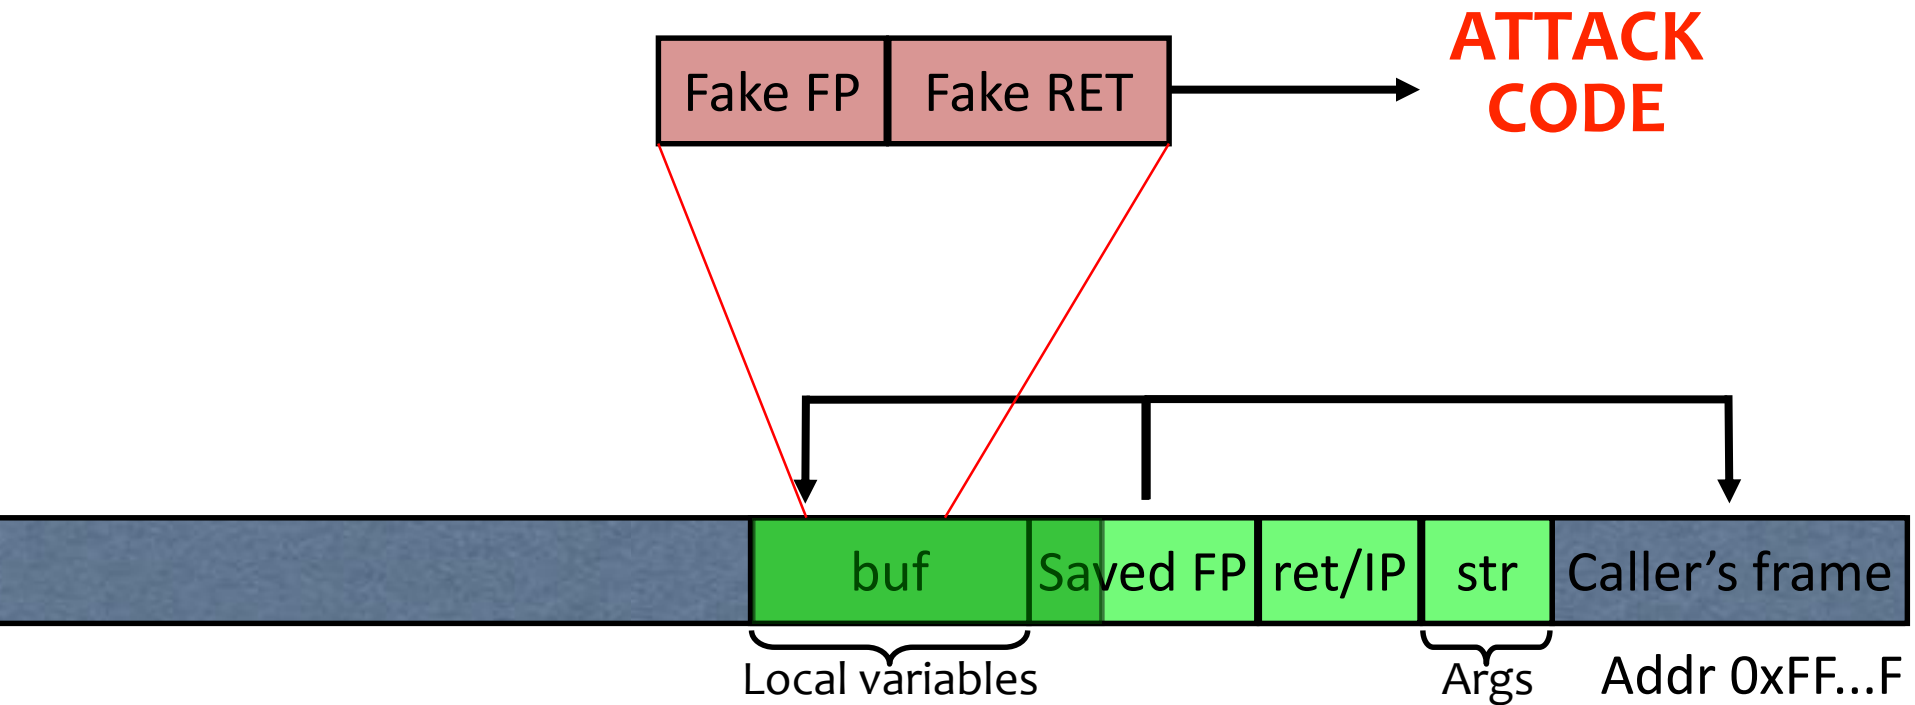 Fake FP
Fake RET
ATTACK
CODE
buf
Saved FP
ret/IP
str
Caller’s frame
Local variables
Args
Addr 0xFF...F